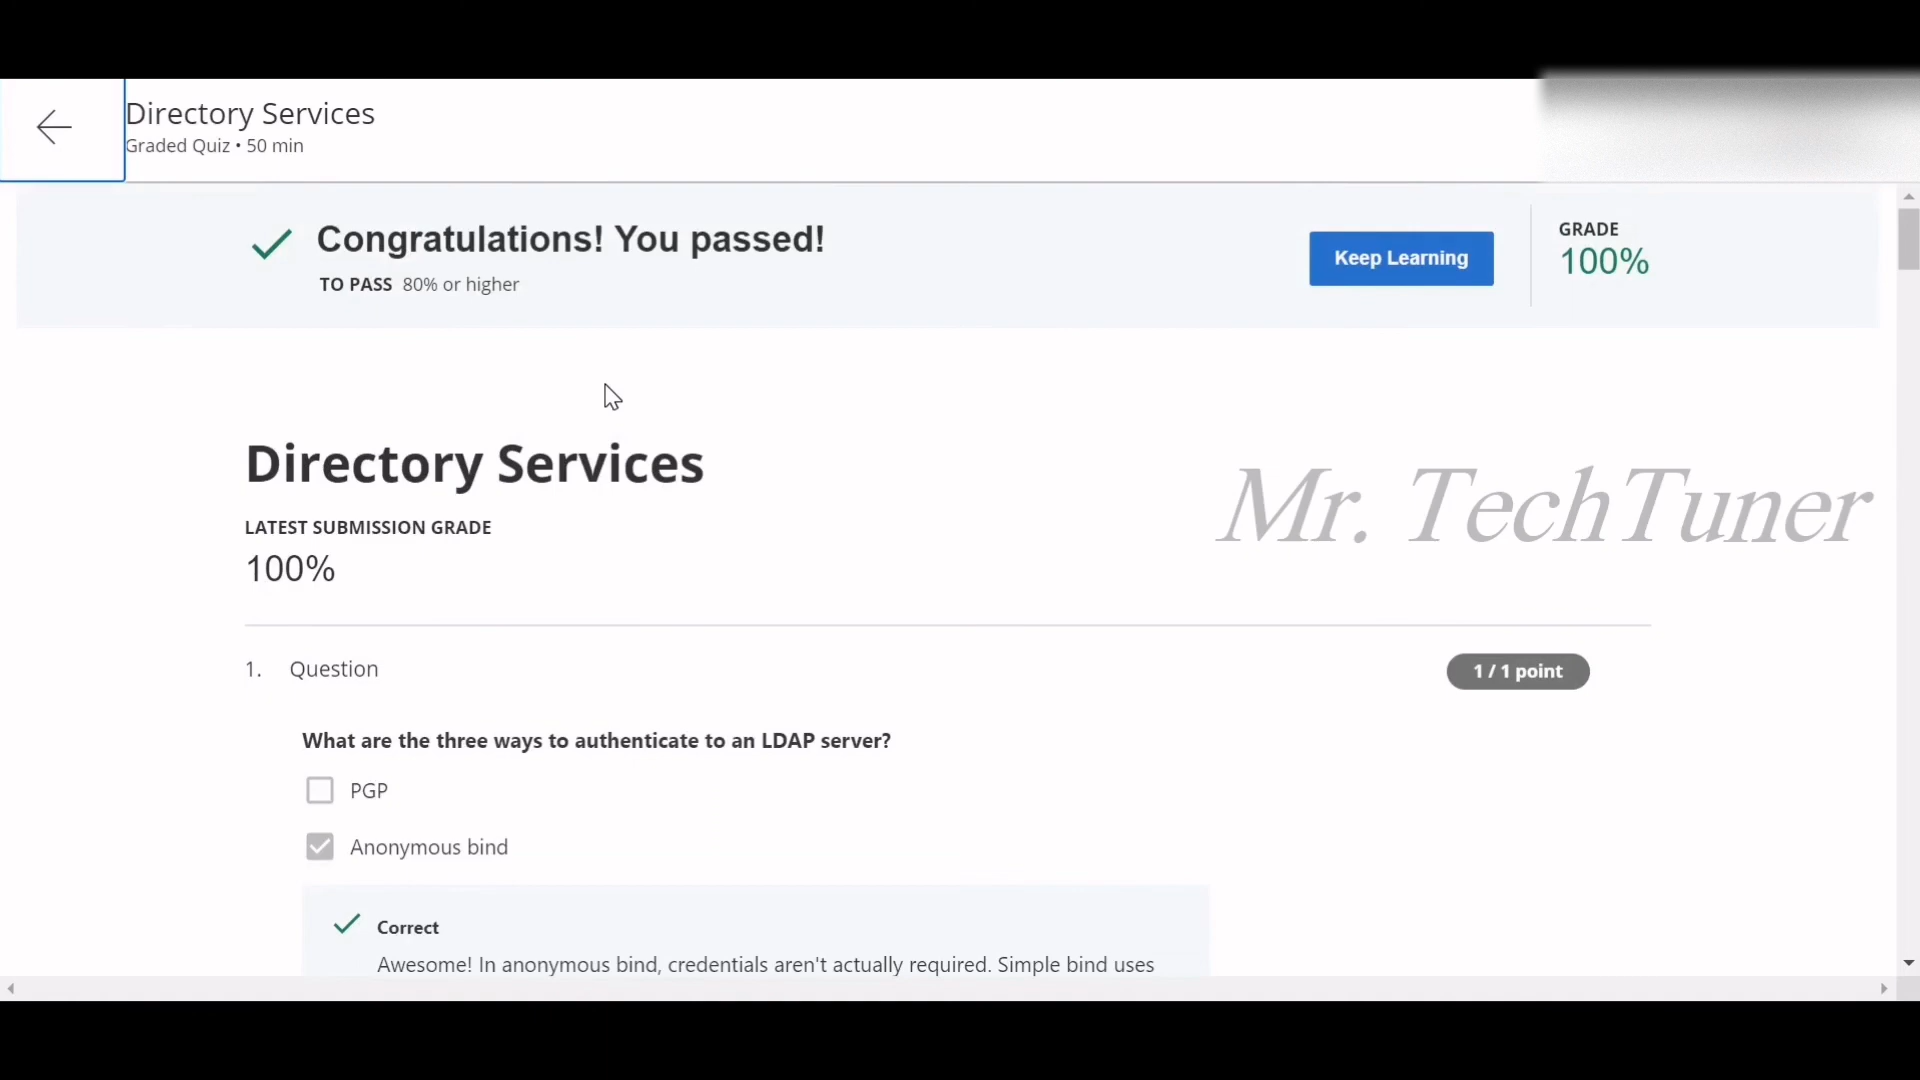 Directory Services
Graded Quiz • 50 min
Congratulations! You passed!
TO PASS 80% or higher
Keep Learning
GRADE
100%
Directory Services
Mr. TechTuner
LATEST SUBMISSION GRADE
100%
1. Question
1 / 1 point
What are the three ways to authenticate to an LDAP server?
PGP
Anonymous bind
Correct
Awesome! In anonymous bind, credentials aren't actually required. Simple bind uses